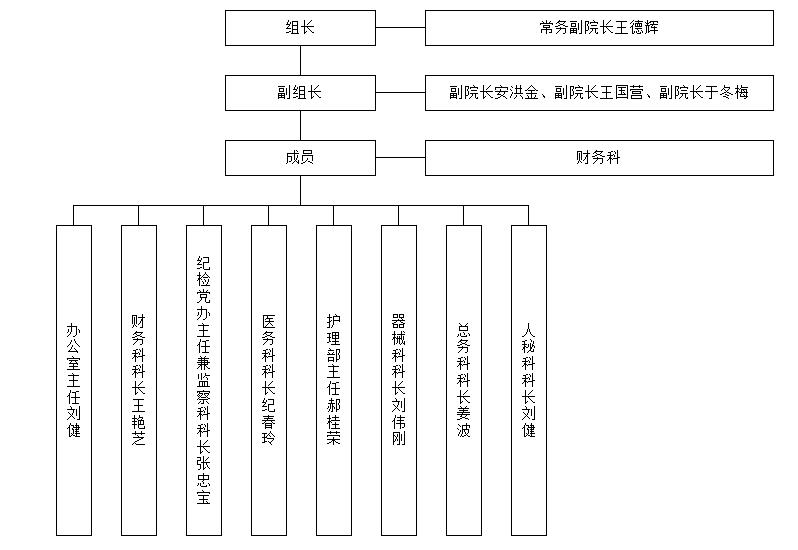 组长
常务副院长王德辉
副组长
副院长安洪金、副院长王国营、副院长于冬梅
成员
财务科
办公室主任刘健
财务科科长王艳芝
纪检党办主任兼监察科科长张忠宝
医务科科长纪春玲
护理部主任郝桂荣
器械科科长刘伟刚
总务科科长姜波
人秘科科长刘健